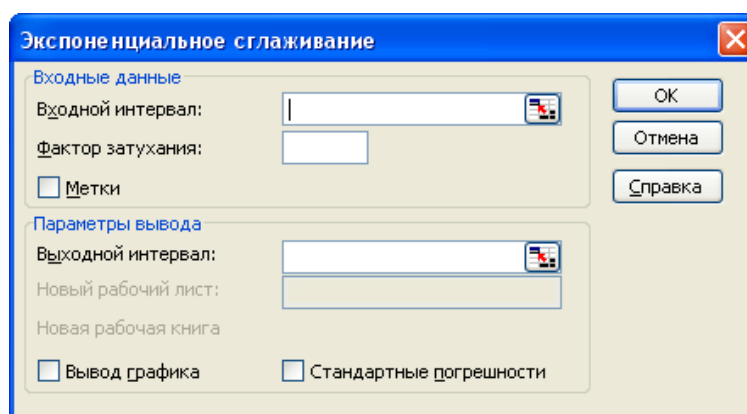 Экспоненциальное сглаживание
Входные данные
Входной интервал:
Фактор затухания:
Метки
Параметры вывода
Выходной интервал:
Новый рабочий лист:
Новая рабочая книга
Вывод графика
Стандартные погрешности
ОК
Отмена
Справка